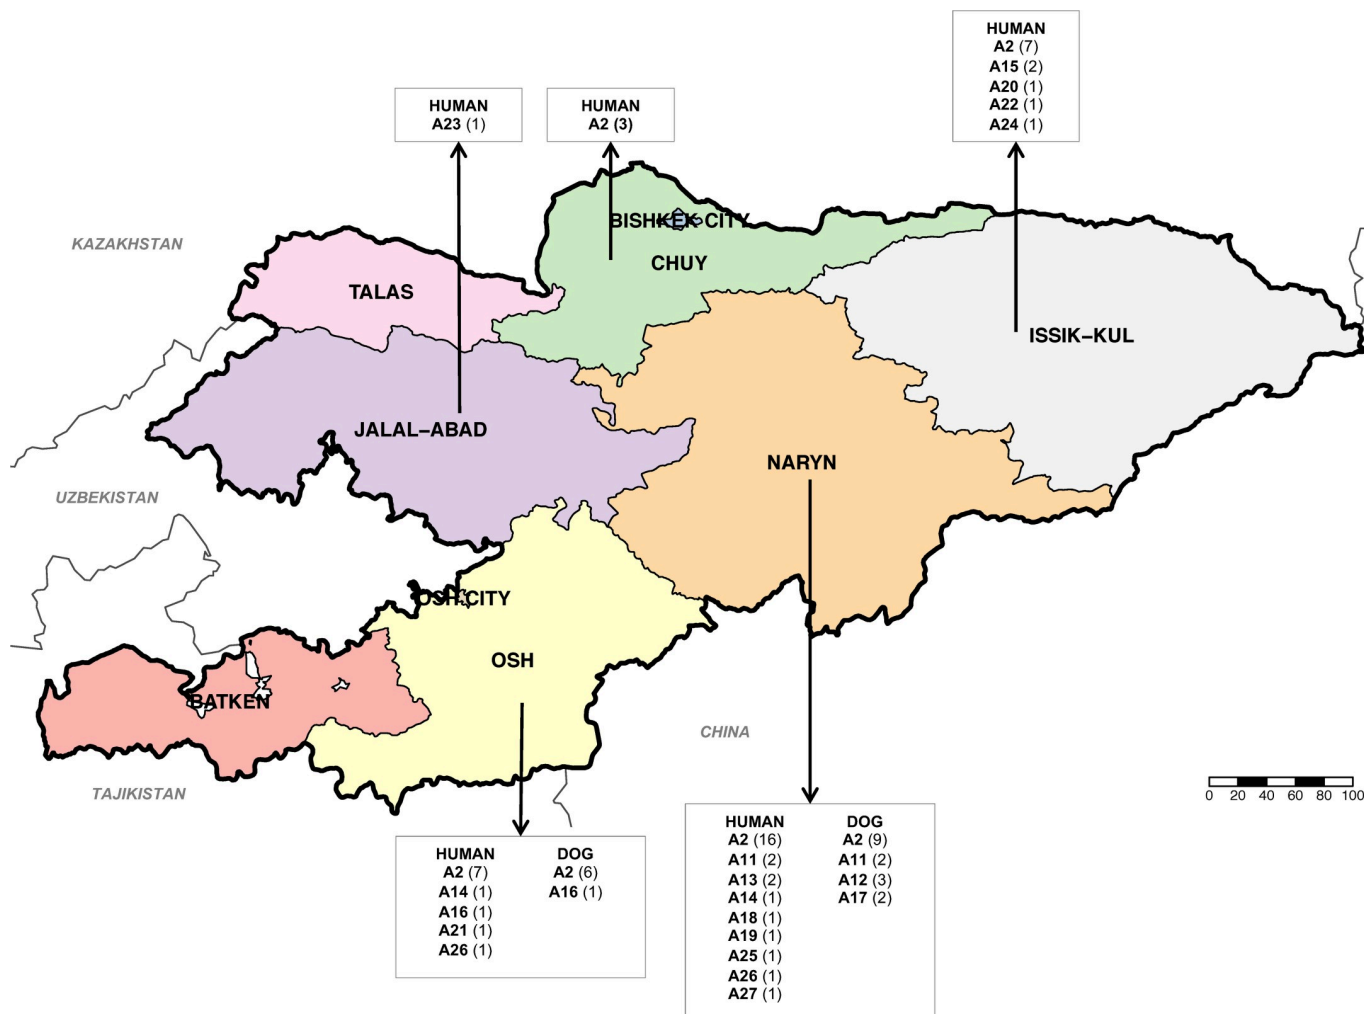 HUMAN
A2 (7)
A15 (2)
A20 (1)
A22 (1)
A24 (1)
HUMAN
A23 (1)
HUMAN
A2 (3)
KAZAKHSTAN
BISHKEK CITY
CHUY
TALAS
ISSIK–KUL
JALAL–ABAD
NARYN
UZBEKISTAN
OSH CITY
OSH
BATKEN
CHINA
TAJIKISTAN
0 20 40 60 80 100
HUMAN DOG
A2 (7) A2 (6)
A14 (1) A16 (1)
A16 (1)
A21 (1)
A26 (1)
HUMAN DOG
A2 (16) A2 (9)
A11 (2) A11 (2)
A13 (2) A12 (3)
A14 (1) A17 (2)
A18 (1)
A19 (1)
A25 (1)
A26 (1)
A27 (1)